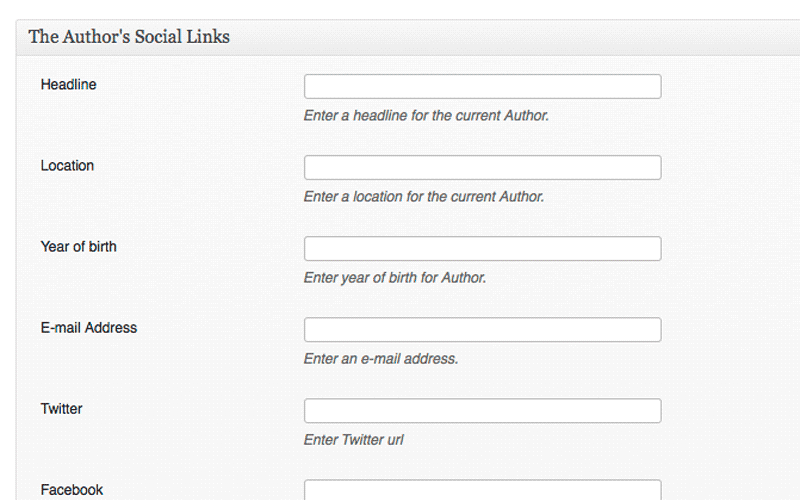 The Author's Social Links
Headline
Enter a headline for the current Author.
Location
Enter a location for the current Author.
Year of birth
Enter year of birth for Author.
E-mail Address
Enter an e-mail address.
Twitter
Enter Twitter url
Facebook